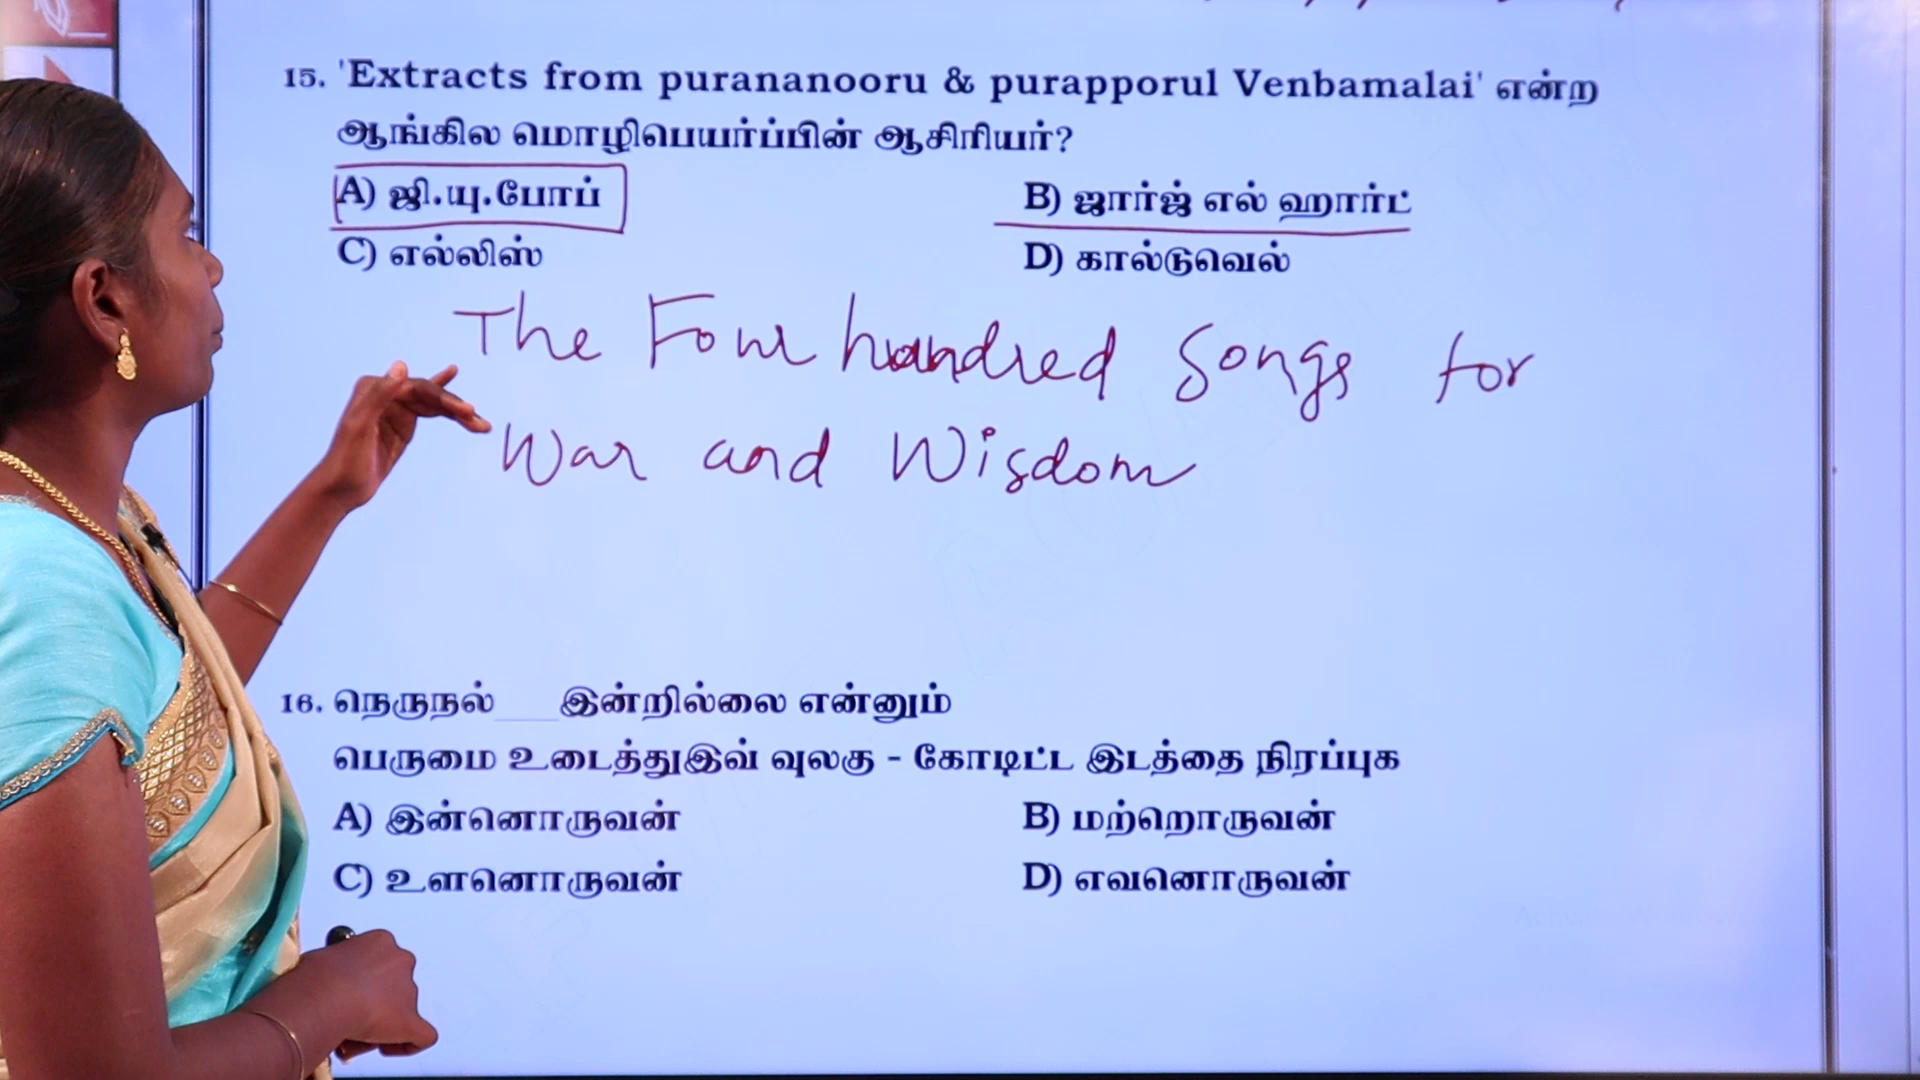 15. 'Extracts from purananooru & purapporul Venbamalai' என்ற
ஆங்கில மொழிபெயர்ப்பின் ஆசிரியர்?
A) ஜி.யு.போப் B) ஜார்ஜ் எல் ஹார்ட்
C) எல்லிஸ் D) கால்டுவெல்
The Four hundred Songs for
War and Wisdom
16. நெருநல் ___ இன்றில்லை என்னும்
பெருமை உடைத்துஇவ் வுலகு - கோடிட்ட இடத்தை நிரப்புக
A) இன்னொருவன் B) மற்றொருவன்
C) உளனொருவன் D) எவனொருவன்